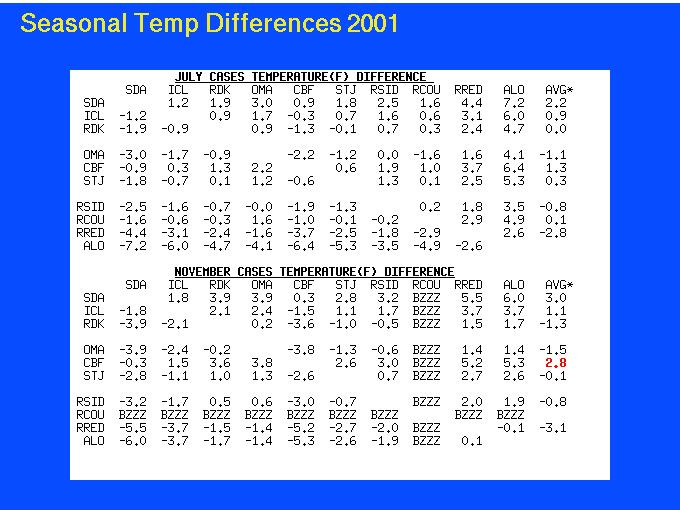 Seasonal Temp Differences 2001
JULY CASES TEMPERATURE(F) DIFFERENCE
SDA ICL RDK OMA CBF STJ RSID RCOU RRED ALO AVG*
SDA 1.2 1.9 3.0 0.9 1.8 2.5 1.6 4.4 7.2 2.2
ICL -1.2 0.9 1.7 -0.3 0.7 1.6 0.6 3.1 6.0 0.9
RDK -1.9 -0.9 0.9 -1.3 -0.1 0.7 0.3 2.4 4.7 0.0
OMA -3.0 -1.7 -0.9 -2.2 -1.2 0.0 -1.6 1.6 4.1 -1.1
CBF -0.9 0.3 1.3 2.2 0.6 1.9 1.0 3.7 6.4 1.3
STJ -1.8 -0.7 0.1 1.2 -0.6 1.3 0.1 2.5 5.3 0.3
RSID -2.5 -1.6 -0.7 -0.0 -1.9 -1.3 0.2 1.8 3.5 -0.8
RCOU -1.6 -0.6 -0.3 1.6 -1.0 -0.1 -0.2 2.9 4.9 0.1
RRED -4.4 -3.1 -2.4 -1.6 -3.7 -2.5 -1.8 -2.9 2.6 -2.8
ALO -7.2 -6.0 -4.7 -4.1 -6.4 -5.3 -3.5 -4.9 -2.6
NOVEMBER CASES TEMPERATURE(F) DIFFERENCE
SDA ICL RDK OMA CBF STJ RSID RCOU RRED ALO AVG*
SDA 1.8 3.9 3.9 0.3 2.8 3.2 BZZZ 5.5 6.0 3.0
ICL -1.8 2.1 2.4 -1.5 1.1 1.7 BZZZ 3.7 3.7 1.1
RDK -3.9 -2.1 0.2 -3.6 -1.0 -0.5 BZZZ 1.5 1.7 -1.3
OMA -3.9 -2.4 -0.2 -3.8 -1.3 -0.6 BZZZ 1.4 1.4 -1.5
CBF -0.3 1.5 3.6 3.8 2.6 3.0 BZZZ 5.2 5.3 2.8
STJ -2.8 -1.1 1.0 1.3 -2.6 0.7 BZZZ 2.7 2.6 -0.1
RSID -3.2 -1.7 0.5 0.6 -3.0 -0.7 BZZZ 2.0 1.9 -0.8
RCOU BZZZ BZZZ BZZZ BZZZ BZZZ BZZZ BZZZ BZZZ BZZZ
RRED -5.5 -3.7 -1.5 -1.4 -5.2 -2.7 -2.0 BZZZ -0.1 -3.1
ALO -6.0 -3.7 -1.7 -1.4 -5.3 -2.6 -1.9 BZZZ 0.1